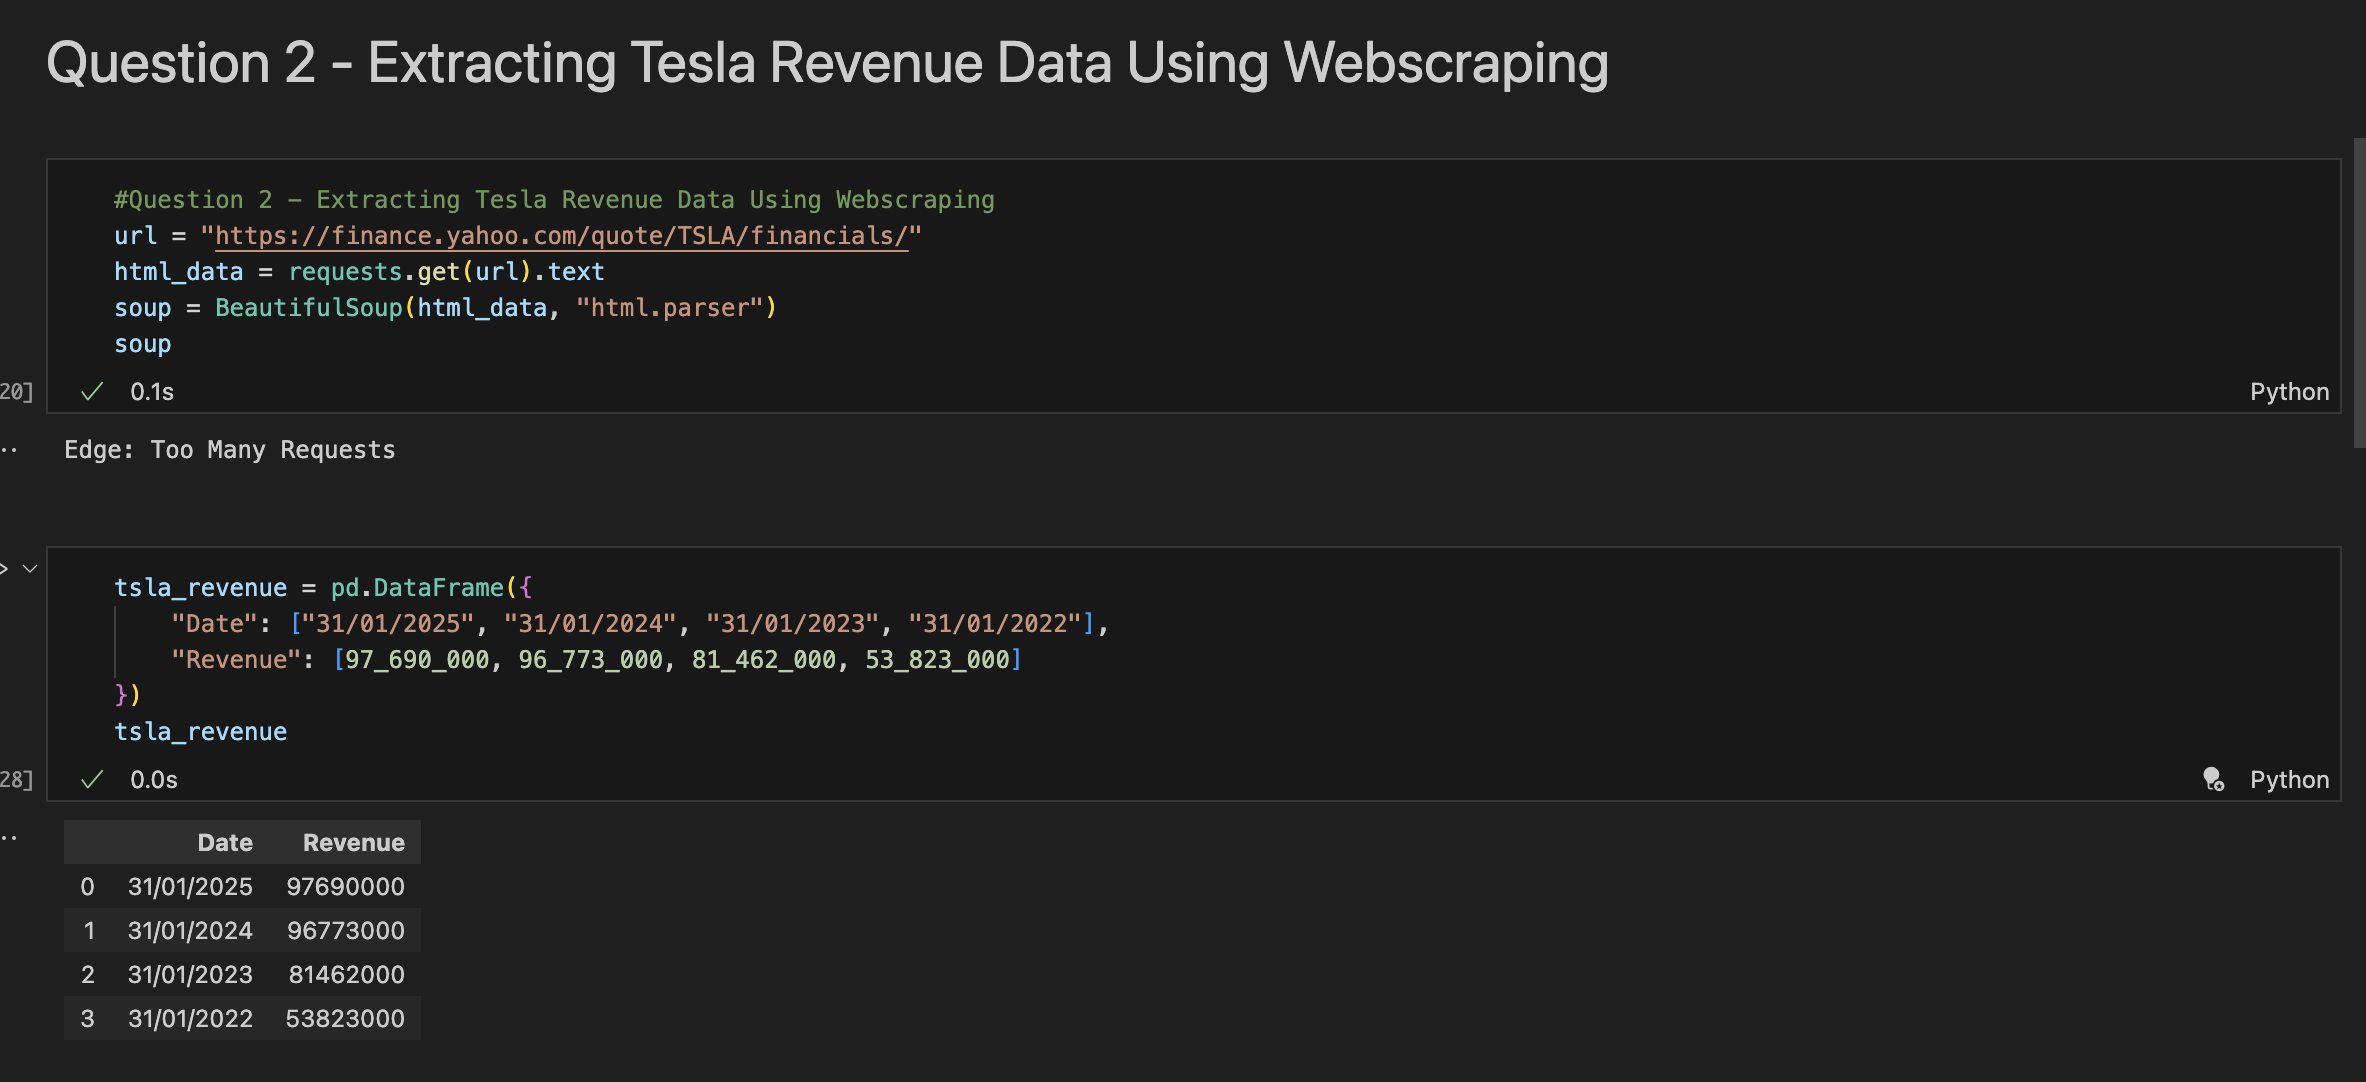 Question 2 - Extracting Tesla Revenue Data Using Webscraping
#Question 2 - Extracting Tesla Revenue Data Using Webscraping
url = "https://finance.yahoo.com/quote/TSLA/financials/"
html_data = requests.get(url).text
soup = BeautifulSoup(html_data, "html.parser")
soup
20] 0.1s Python
Edge: Too Many Requests
tsla_revenue = pd.DataFrame({
"Date": ["31/01/2025", "31/01/2024", "31/01/2023", "31/01/2022"],
"Revenue": [97_690_000, 96_773_000, 81_462_000, 53_823_000]
})
tsla_revenue
28] 0.0s Python
Date Revenue
0 31/01/2025 97690000
1 31/01/2024 96773000
2 31/01/2023 81462000
3 31/01/2022 53823000